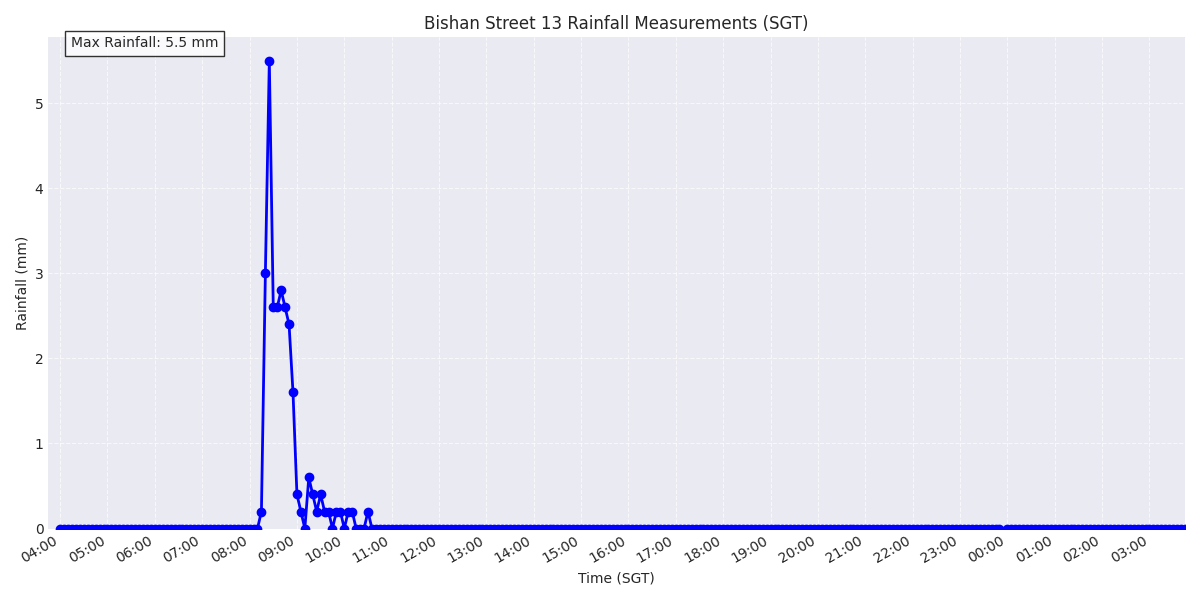 Bishan Street 13 Rainfall Measurements (SGT)
Max Rainfall: 5.5 mm
Rainfall (mm)
5
4
3
2
1
0
04:00 05:00 06:00 07:00 08:00 09:00 10:00 11:00 12:00 13:00 14:00 15:00 16:00 17:00 18:00 19:00 20:00 21:00 22:00 23:00 00:00 01:00 02:00 03:00
Time (SGT)